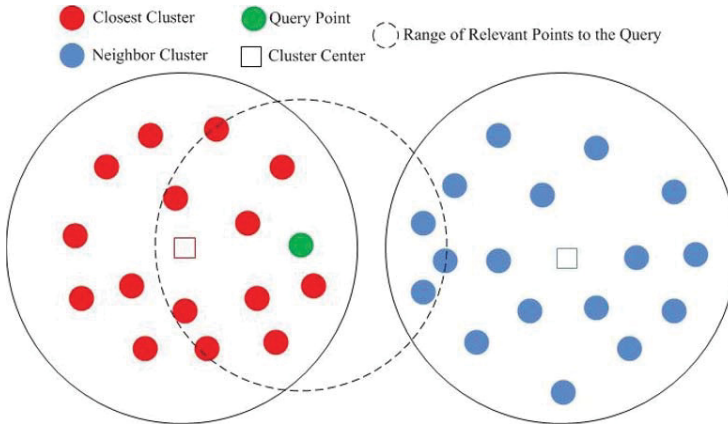 Closest Cluster
Query Point
Range of Relevant Points to the Query
Neighbor Cluster
Cluster Center